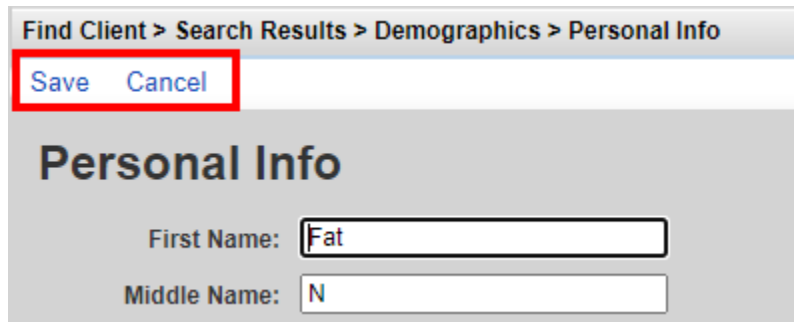 Find Client > Search Results > Demographics > Personal Info
Save Cancel
Personal Info
First Name: Fat
Middle Name: N